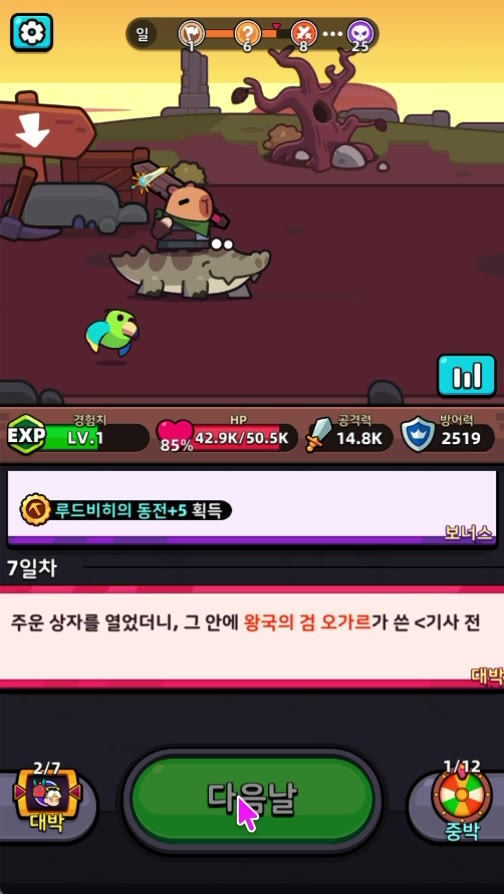 일
1
6
8
25
경험치
EXP
LV.1
85%
HP
42.9K/50.5K
공격력
14.8K
방어력
2519
루드비히의 동전+5 획득
보너스
7일차
주운 상자를 열었더니, 그 안에 왕국의 검 오가르가 쓴 <기사 전
대박
2/7
대박
다음날
1/12
중박